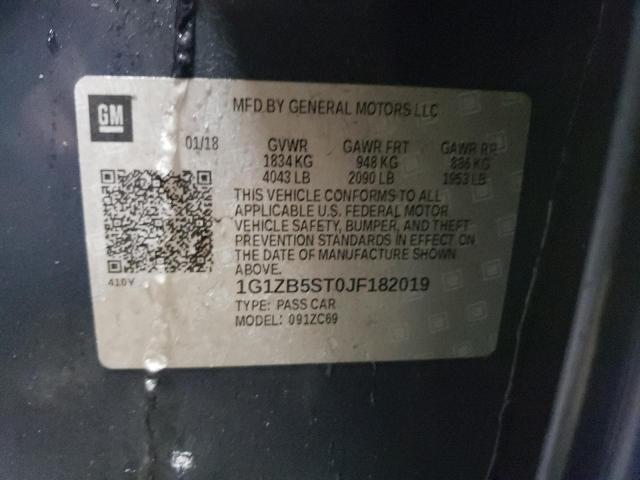 GM
MFD BY GENERAL MOTORS LLC
01/18 GVWR GAWR FRT GAWR RR
1834 KG 948 KG 886 KG
4043 LB 2090 LB 1953 LB
THIS VEHICLE CONFORMS TO ALL
APPLICABLE U.S. FEDERAL MOTOR
VEHICLE SAFETY, BUMPER, AND THEFT
PREVENTION STANDARDS IN EFFECT ON
THE DATE OF MANUFACTURE SHOWN
ABOVE.
410Y
1G1ZB5ST0JF182019
TYPE: PASS CAR
MODEL: 091ZC69